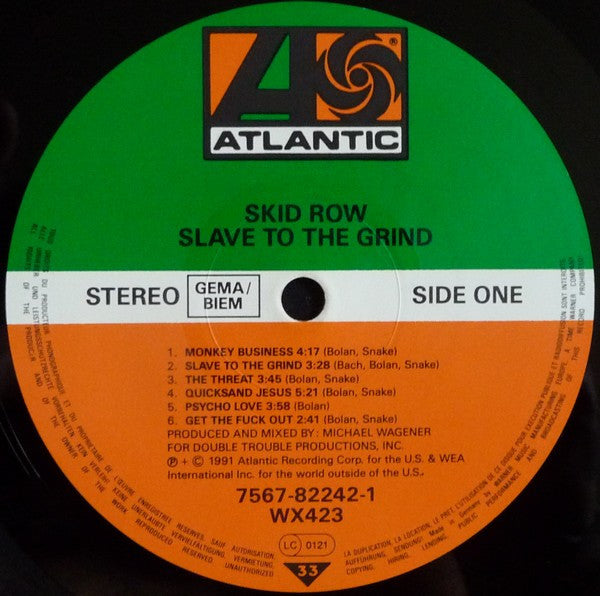 ATLANTIC
®
SKID ROW
SLAVE TO THE GRIND
STEREO
GEMA/
BIEM
SIDE ONE
1. MONKEY BUSINESS 4:17 (Bolan, Snake)
2. SLAVE TO THE GRIND 3:28 (Bach, Bolan, Snake)
3. THE THREAT 3:45 (Bolan, Snake)
4. QUICKSAND JESUS 5:21 (Bolan, Snake)
5. PSYCHO LOVE 3:58 (Bolan)
6. GET THE FUCK OUT 2:41 (Bolan, Snake)
PRODUCED AND MIXED BY: MICHAEL WAGENER
FOR DOUBLE TROUBLE PRODUCTIONS, INC.
℗ + © 1991 Atlantic Recording Corp. for the U.S. & WEA
International Inc. for the world outside of the U.S.
7567-82242-1
WX423
LC 0121
33